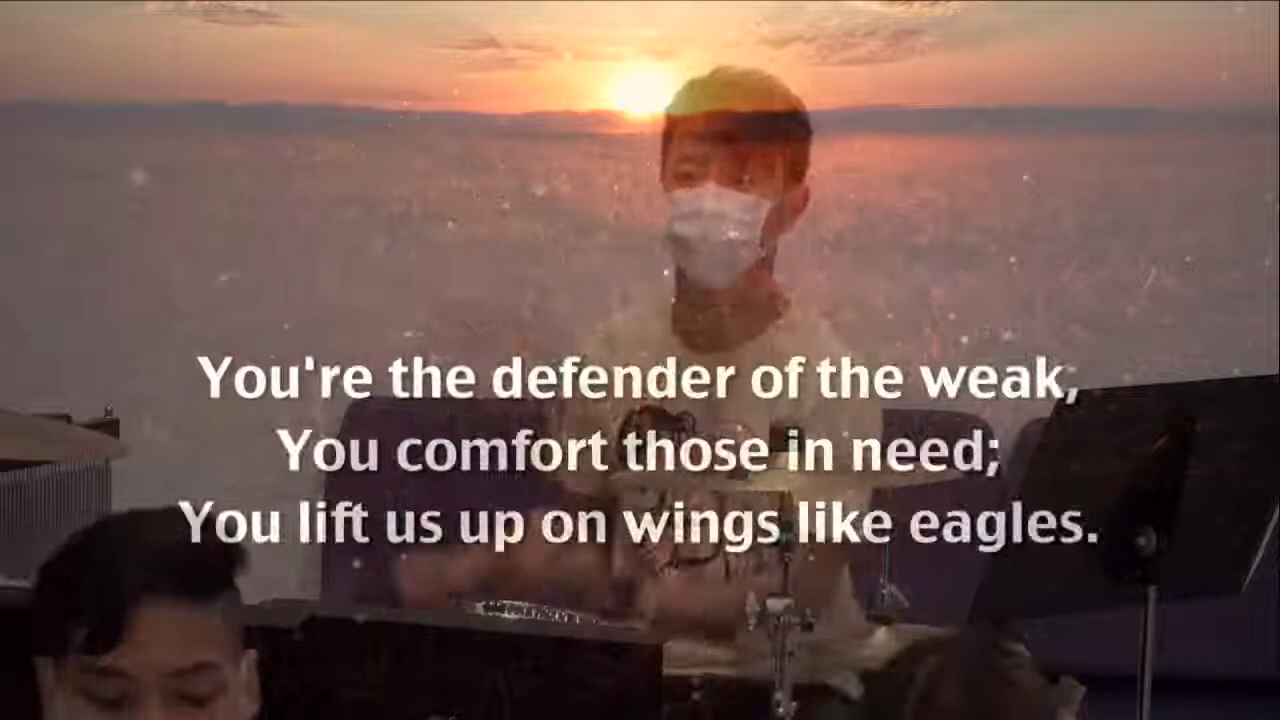 You're the defender of the weak,
You comfort those in need;
You lift us up on wings like eagles.